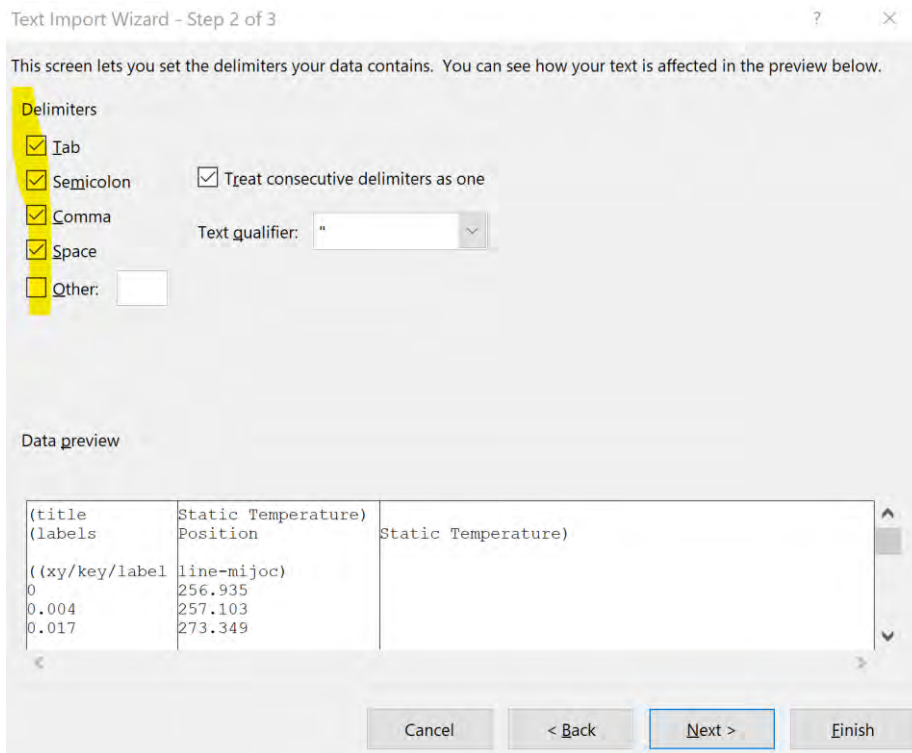 Text Import Wizard - Step 2 of 3 ? ×
This screen lets you set the delimiters your data contains.  You can see how your text is affected in the preview below.
Delimiters
Tab
Semicolon
Treat consecutive delimiters as one
Comma
Text qualifier: "
Space
Other:
Data preview
(title Static Temperature)
(labels Position Static Temperature)
((xy/key/label line-mijoc)
0 256.935
0.004 257.103
0.017 273.349
Cancel < Back Next > Finish